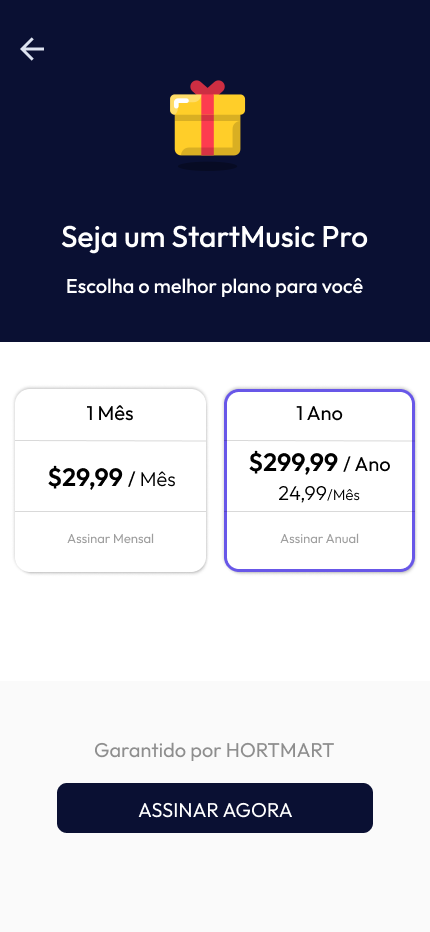 Seja um StartMusic Pro
Escolha o melhor plano para você
1 Mês
$29,99 / Mês
Assinar Mensal
1 Ano
$299,99 / Ano
24,99/Mês
Assinar Anual
Garantido por HORTMART
ASSINAR AGORA